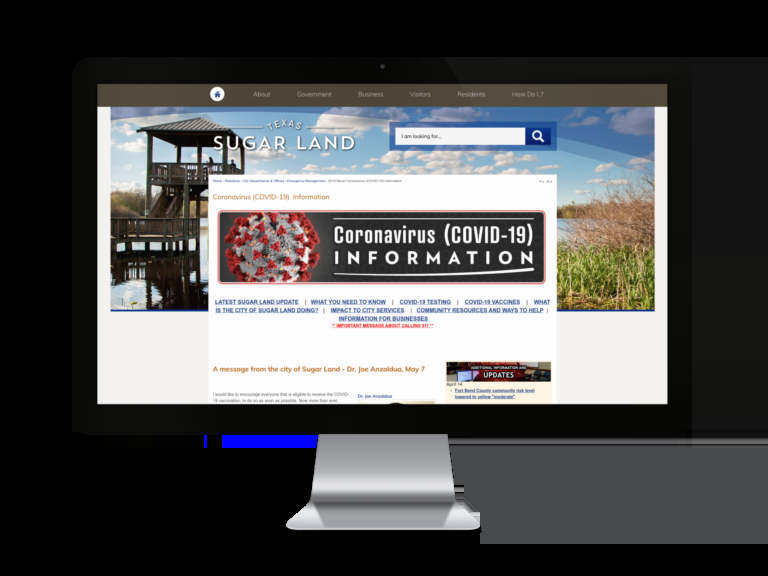 About Government Business Visitors Residents How Do I...?
TEXAS
SUGAR LAND
I am looking for...
Home › Residents › City Departments & Offices › Emergency Management › 2019 Novel Coronavirus (COVID-19) Information
Coronavirus (COVID-19) Information
Coronavirus (COVID-19)
INFORMATION
LATEST SUGAR LAND UPDATE | WHAT YOU NEED TO KNOW | COVID-19 TESTING | COVID-19 VACCINES | WHAT
IS THE CITY OF SUGAR LAND DOING? | IMPACT TO CITY SERVICES | COMMUNITY RESOURCES AND WAYS TO HELP |
INFORMATION FOR BUSINESSES
** IMPORTANT MESSAGE ABOUT CALLING 911 **
A message from the city of Sugar Land - Dr. Joe Anzaldua, May 7
I would like to encourage everyone that is eligible to receive the COVID-
19 vaccination, to do so as soon as possible. Now more than ever,
Dr. Joe Anzaldua
ADDITIONAL INFORMATION AND
UPDATES
April 14
Fort Bend County community risk level
lowered to yellow "moderate"